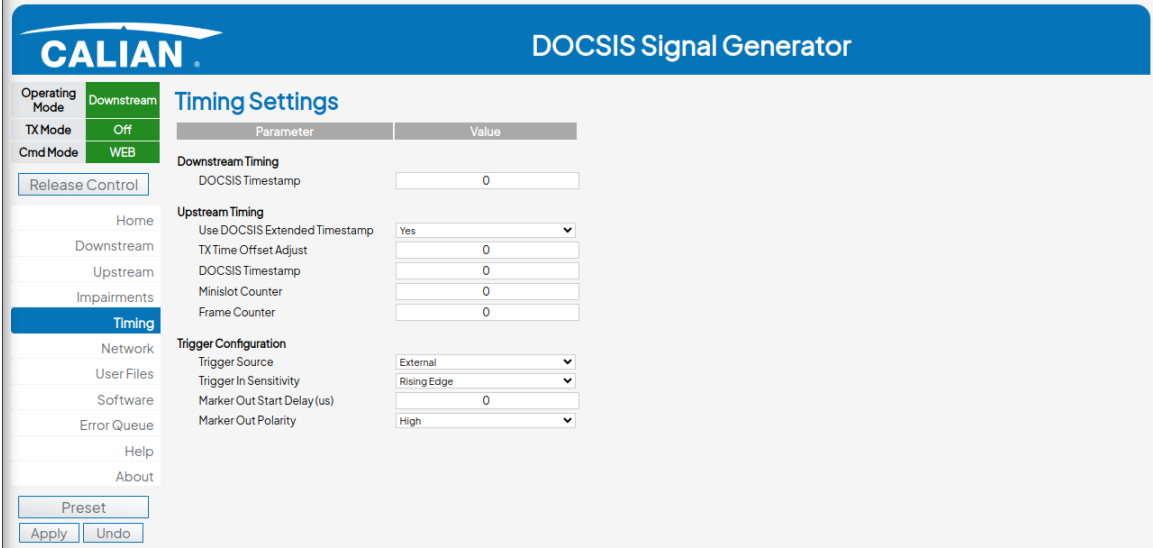 CALIAN
DOCSIS Signal Generator
Operating Mode Downstream
TX Mode Off
Cmd Mode WEB
Release Control
Home
Downstream
Upstream
Impairments
Timing
Network
User Files
Software
Error Queue
Help
About
Preset
Apply Undo
Timing Settings
Parameter Value
Downstream Timing
DOCSIS Timestamp 0
Upstream Timing
Use DOCSIS Extended Timestamp Yes
TX Time Offset Adjust 0
DOCSIS Timestamp 0
Minislot Counter 0
Frame Counter 0
Trigger Configuration
Trigger Source External
Trigger In Sensitivity Rising Edge
Marker Out Start Delay (us) 0
Marker Out Polarity High